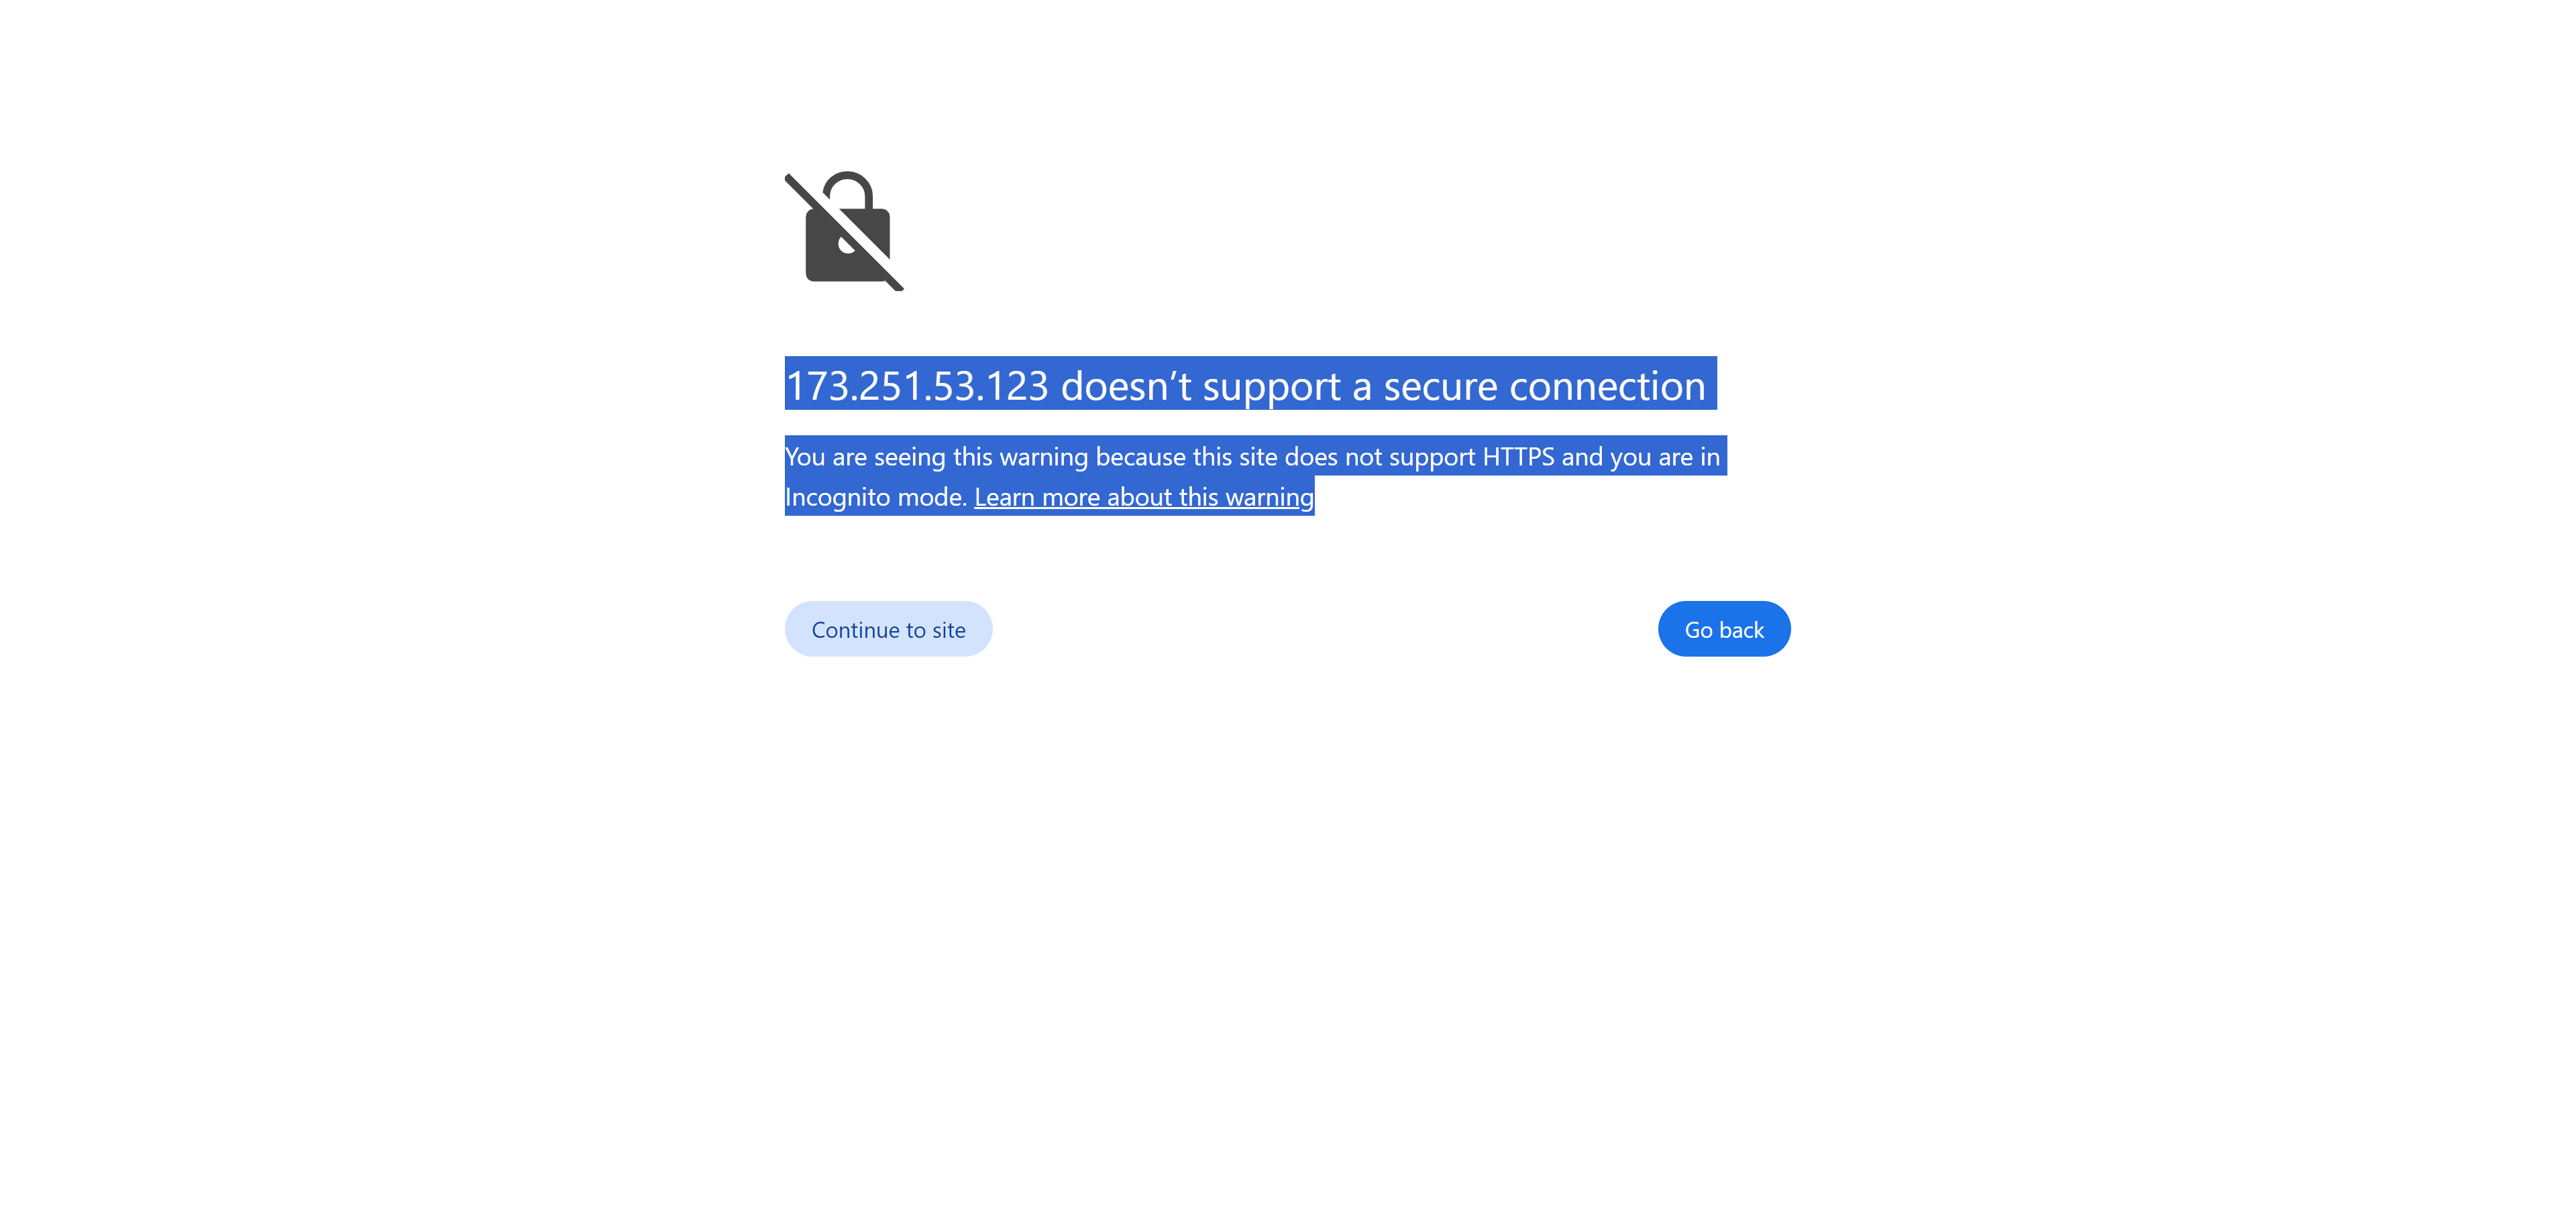 173.251.53.123 doesn’t support a secure connection
You are seeing this warning because this site does not support HTTPS and you are in
Incognito mode. Learn more about this warning
Continue to site
Go back